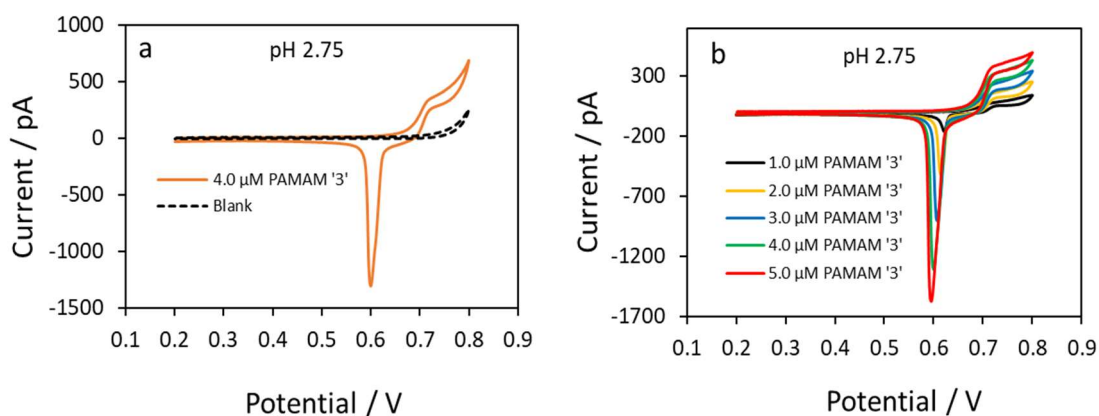 a
pH 2.75
Current / pA
1000
500
0
-500
-1000
-1500
4.0 µM PAMAM '3'
Blank
0.1 0.2 0.3 0.4 0.5 0.6 0.7 0.8 0.9
Potential / V
b
pH 2.75
Current / pA
300
-200
-700
-1200
-1700
1.0 µM PAMAM '3'
2.0 µM PAMAM '3'
3.0 µM PAMAM '3'
4.0 µM PAMAM '3'
5.0 µM PAMAM '3'
0.1 0.2 0.3 0.4 0.5 0.6 0.7 0.8 0.9
Potential / V